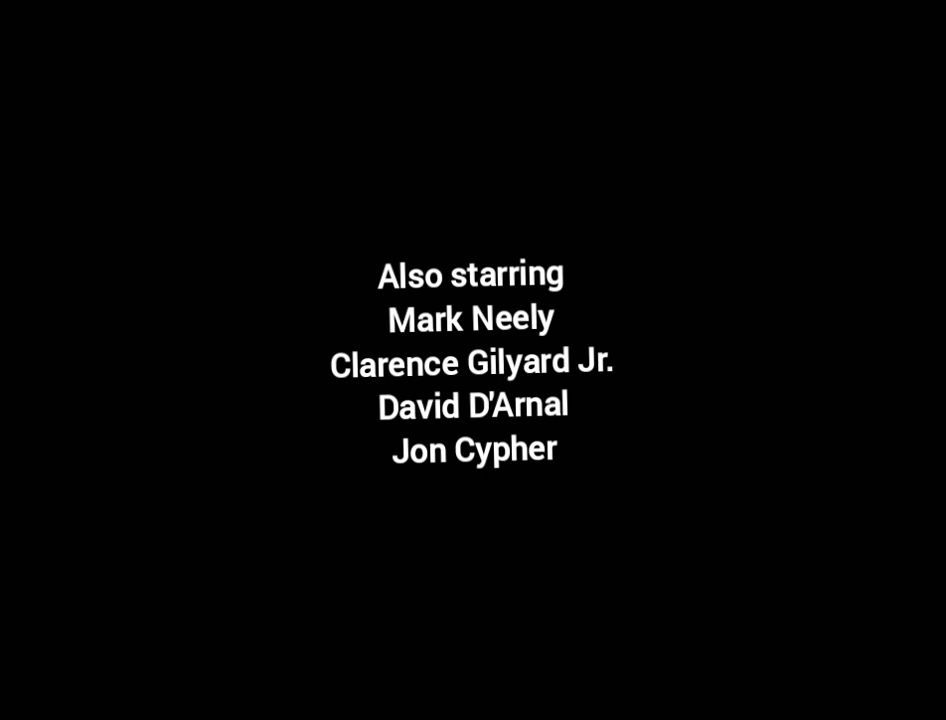 Also starring
Mark Neely
Clarence Gilyard Jr.
David D'Arnal
Jon Cypher